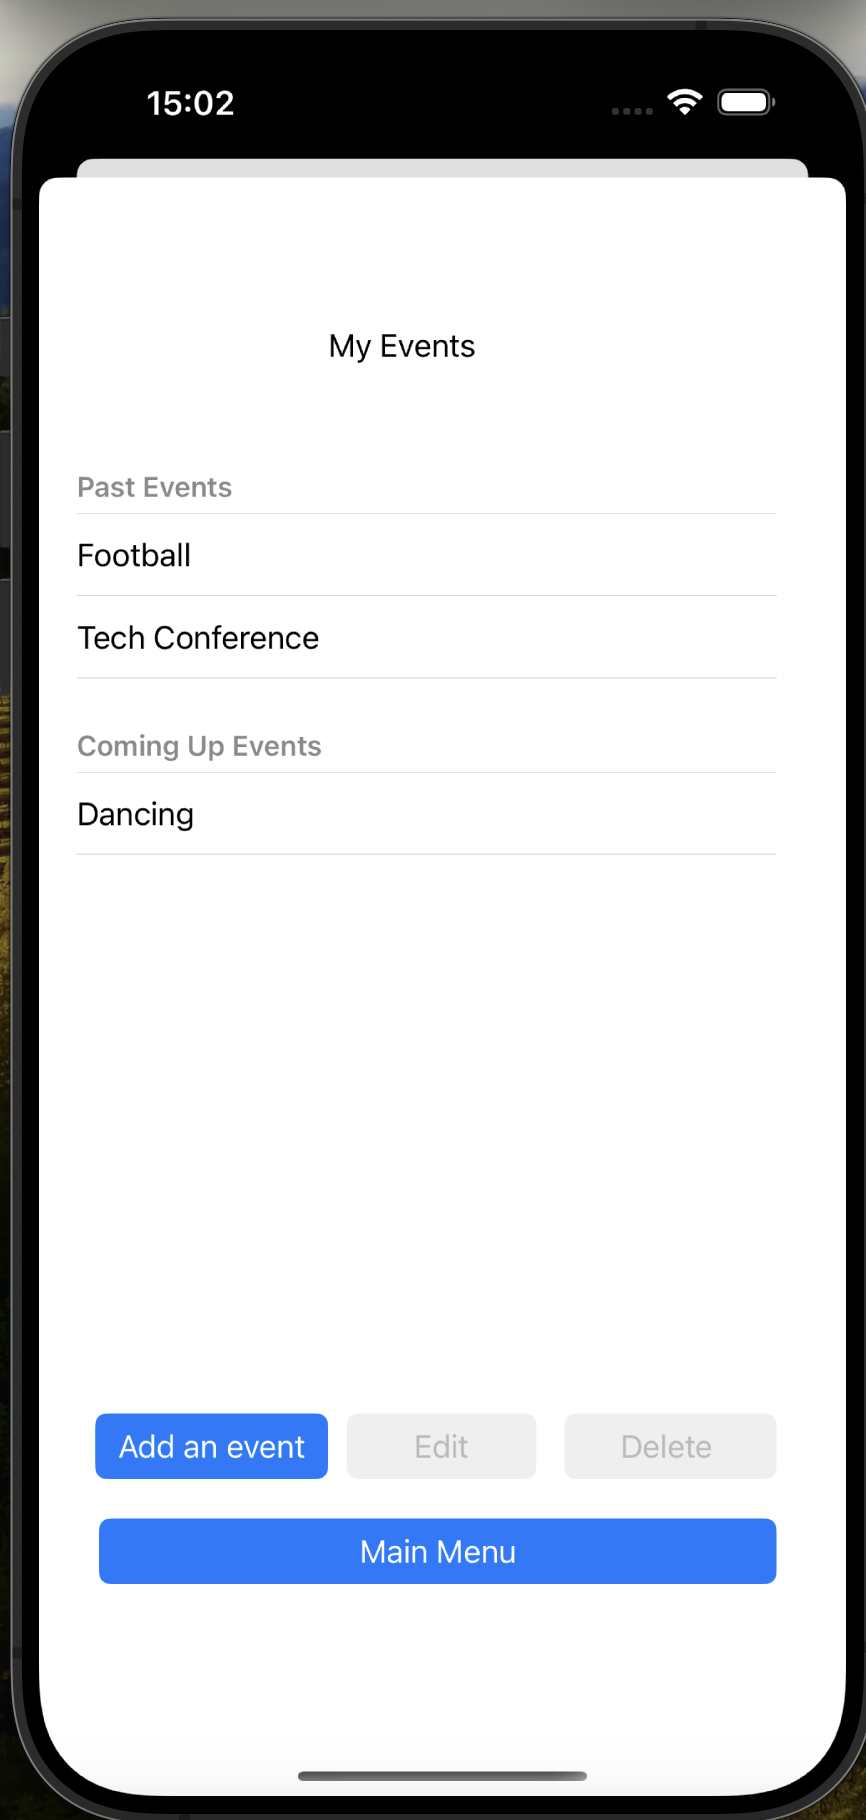 15:02
My Events
Past Events
Football
Tech Conference
Coming Up Events
Dancing
Add an event Edit Delete
Main Menu